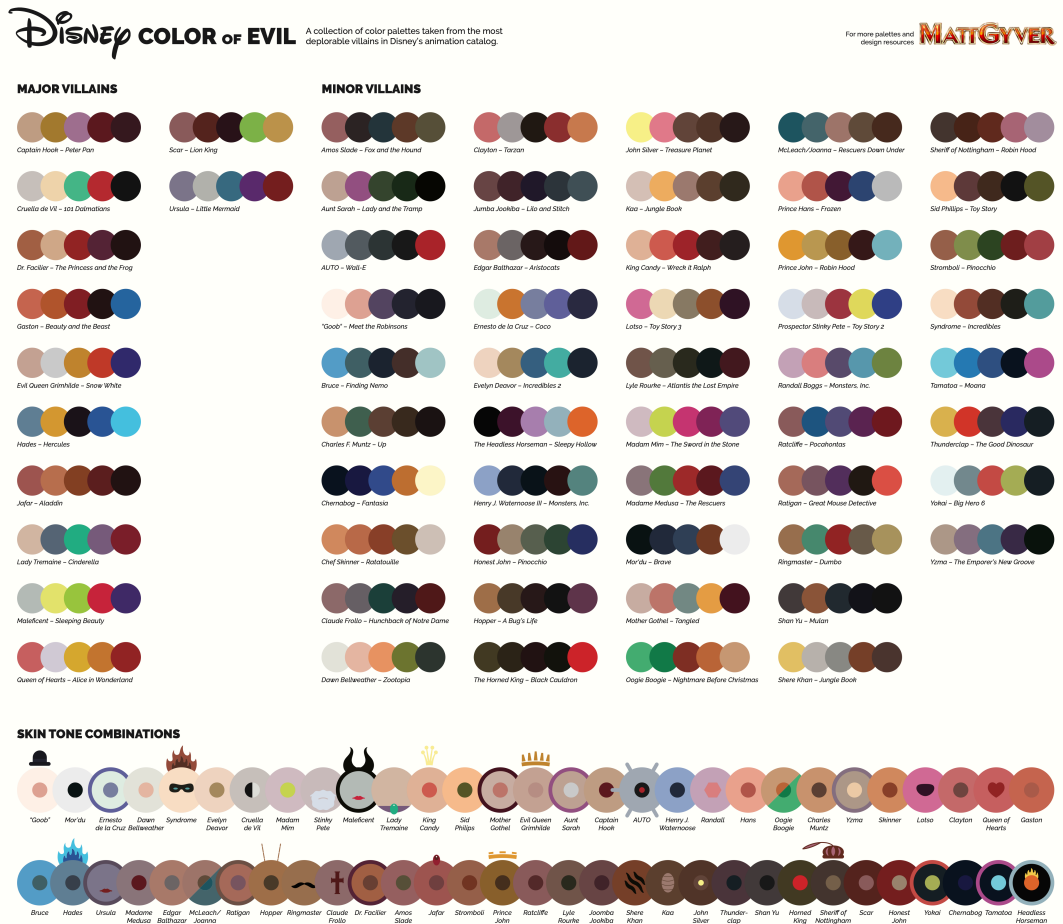 Disney COLOR OF EVIL
A collection of color palettes taken from the most
deplorable villains in Disney's animation catalog.
For more palettes and
design resources
MATTGYVER
MAJOR VILLAINS
MINOR VILLAINS
Captain Hook – Peter Pan
Scar – Lion King
Amos Slade – Fox and the Hound
Clayton – Tarzan
John Silver – Treasure Planet
McLeach/Joanna – Rescuers Down Under
Sheriff of Nottingham – Robin Hood
Cruella de Vil – 101 Dalmations
Ursula – Little Mermaid
Aunt Sarah – Lady and the Tramp
Jumba Jookiba – Lilo and Stitch
Kaa – Jungle Book
Prince Hans – Frozen
Sid Phillips – Toy Story
Dr. Facilier – The Princess and the Frog
AUTO – Wall-E
Edgar Balthazar – Aristocats
King Candy – Wreck it Ralph
Prince John – Robin Hood
Stromboli – Pinocchio
Gaston – Beauty and the Beast
"Goob" – Meet the Robinsons
Ernesto de la Cruz – Coco
Lotso – Toy Story 3
Prospector Stinky Pete – Toy Story 2
Syndrome – Incredibles
Evil Queen Grimhilde – Snow White
Bruce – Finding Nemo
Evelyn Deavor – Incredibles 2
Lyle Rourke – Atlantis the Lost Empire
Randall Boggs – Monsters, Inc.
Tamatoa – Moana
Hades – Hercules
Charles F. Muntz – Up
The Headless Horseman – Sleepy Hollow
Madam Mim – The Sword in the Stone
Ratcliffe – Pocahontas
Thunderclap – The Good Dinosaur
Jafar – Aladdin
Chernabog – Fantasia
Henry J. Waternoose III – Monsters, Inc.
Madame Medusa – The Rescuers
Ratigan – Great Mouse Detective
Yokai – Big Hero 6
Lady Tremaine – Cinderella
Chef Skinner – Ratatouille
Honest John – Pinocchio
Mor'du – Brave
Ringmaster – Dumbo
Yzma – The Emporer's New Groove
Maleficent – Sleeping Beauty
Claude Frollo – Hunchback of Notre Dame
Hopper – A Bug's Life
Mother Gothel – Tangled
Shan Yu – Mulan
Queen of Hearts – Alice in Wonderland
Dawn Bellweather – Zootopia
The Horned King – Black Cauldron
Oogie Boogie – Nightmare Before Christmas
Shere Khan – Jungle Book
SKIN TONE COMBINATIONS
"Goob"
Mor'du
Ernesto
de la Cruz
Dawn
Bellweather
Syndrome
Evelyn
Deavor
Cruella
de Vil
Madam
Mim
Stinky
Pete
Maleficent
Lady
Tremaine
King
Candy
Sid
Philips
Mother
Gothel
Evil Queen
Grimhilde
Aunt
Sarah
Captain
Hook
AUTO
Henry J.
Waternoose
Randall
Hans
Oogie
Boogie
Charles
Muntz
Yzma
Skinner
Lotso
Clayton
Queen of
Hearts
Gaston
Bruce
Hades
Ursula
Madame
Medusa
Edgar
Balthazar
McLeach/
Joanna
Ratigan
Hopper
Ringmaster
Claude
Frollo
Dr. Facilier
Amos
Slade
Jafar
Stromboli
Prince
John
Ratcliffe
Lyle
Rourke
Joomba
Jookiba
Shere
Khan
Kaa
John
Silver
Thunder-
clap
Shan Yu
Horned
King
Sheriff of
Nottingham
Scar
Honest
John
Yokai
Chenabog
Tamatoa
Headless
Horseman